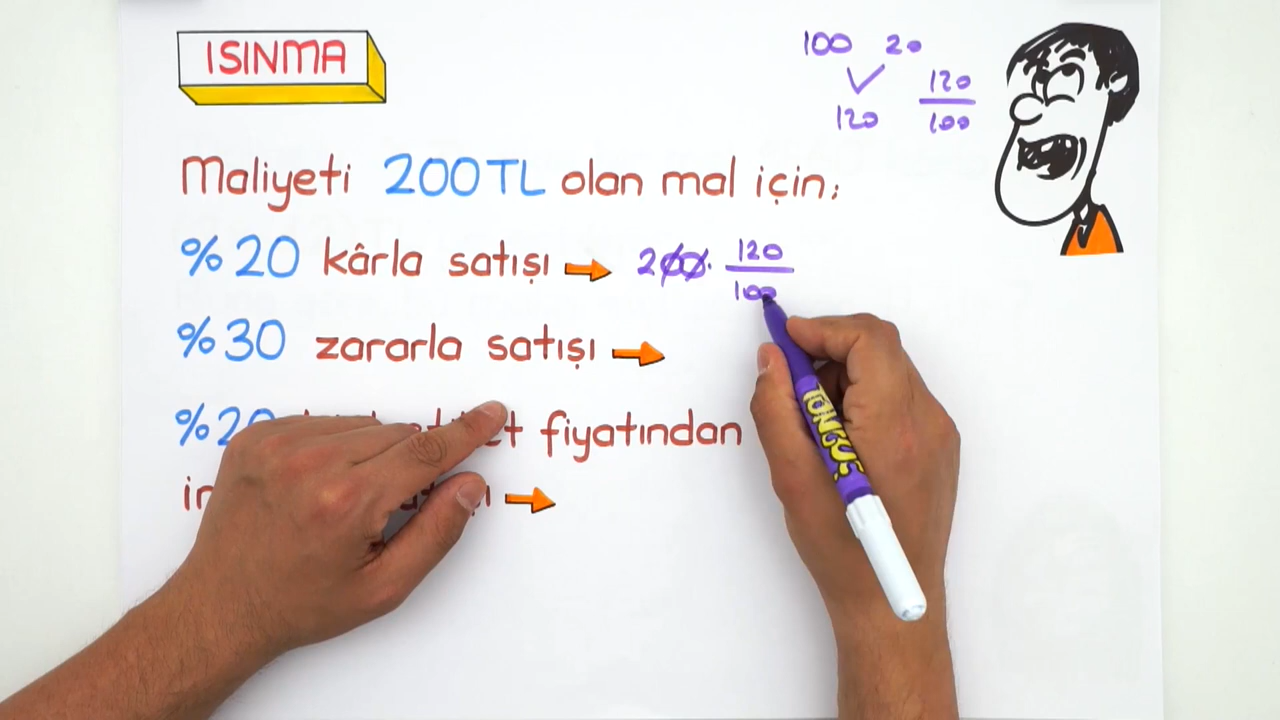 ISINMA
100 20
120
120
100
Maliyeti 200TL olan mal için;
%20 kârla satışı → 200 · 120
100
%30 zararla satışı →
%20 fiyatından
→
TONGUÇ